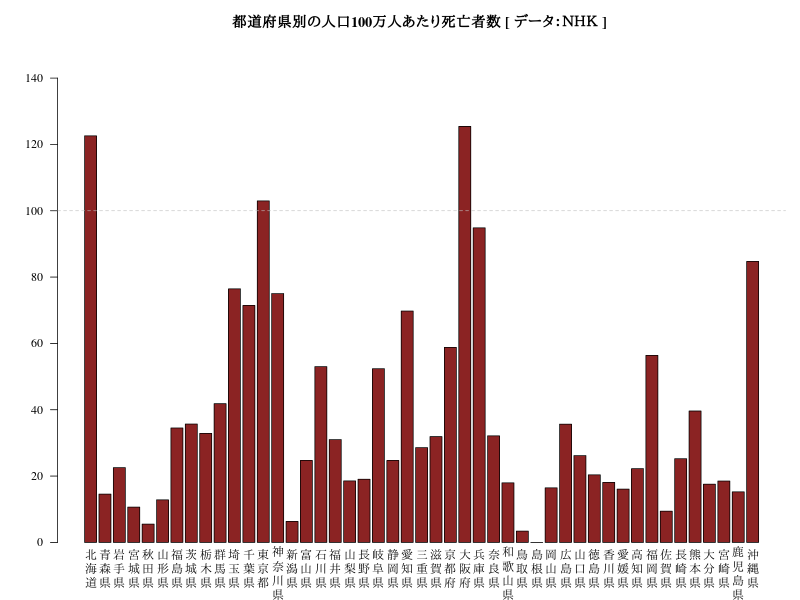 都道府県別の人口100万人あたり死亡者数 [ データ：NHK ]
140
120
100
80
60
40
20
0
北海道
青森県
岩手県
宮城県
秋田県
山形県
福島県
茨城県
栃木県
群馬県
埼玉県
千葉県
東京都
神奈川県
新潟県
富山県
石川県
福井県
山梨県
長野県
岐阜県
静岡県
愛知県
三重県
滋賀県
京都府
大阪府
兵庫県
奈良県
和歌山県
鳥取県
島根県
岡山県
広島県
山口県
徳島県
香川県
愛媛県
高知県
福岡県
佐賀県
長崎県
熊本県
大分県
宮崎県
鹿児島県
沖縄県